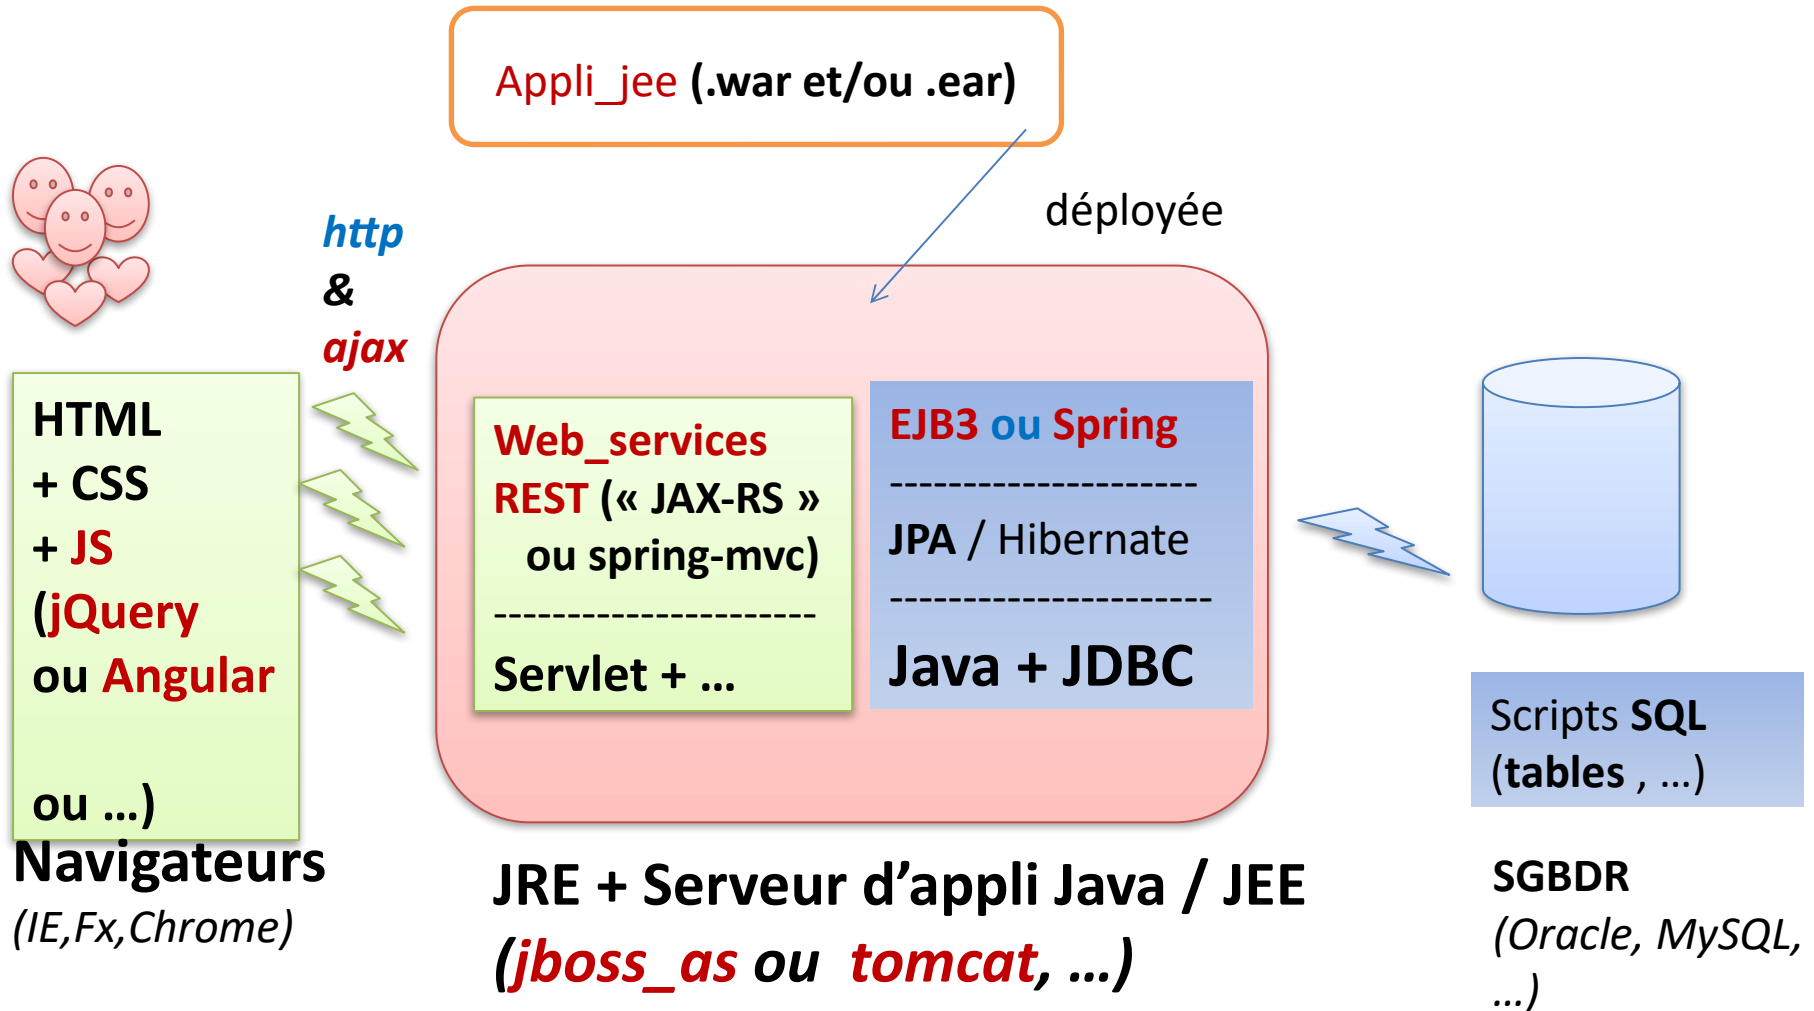 Appli_jee (.war et/ou .ear)
déployée
http
&
ajax
HTML
+ CSS
+ JS
(jQuery
ou Angular
ou ...)
Navigateurs
(IE,Fx,Chrome)
Web_services
REST (« JAX-RS »
ou spring-mvc)
----------------------
Servlet + ...
EJB3 ou Spring
---------------------
JPA / Hibernate
----------------------
Java + JDBC
JRE + Serveur d’appli Java / JEE
(jboss_as ou tomcat, ...)
Scripts SQL
(tables , ...)
SGBDR
(Oracle, MySQL,
...)